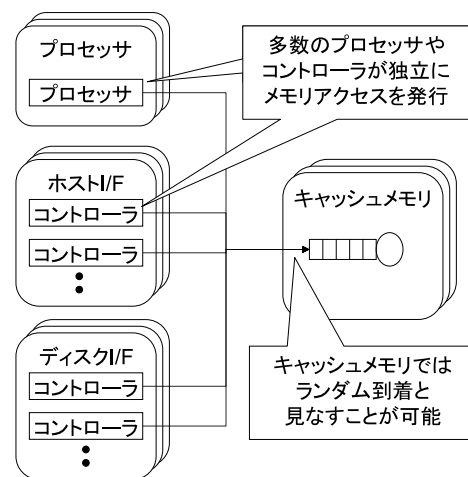 プロセッサ
プロセッサ
多数のプロセッサや
コントローラが独立に
メモリアクセスを発行
ホストI/F
コントローラ
コントローラ
キャッシュメモリ
ディスクI/F
コントローラ
コントローラ
キャッシュメモリでは
ランダム到着と
見なすことが可能